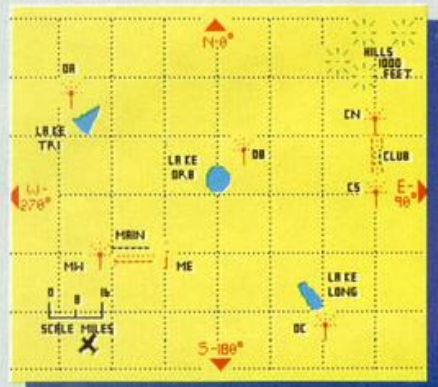 N-0°
HILLS
1000
FEET
OA
CN
LAKE
TRI
LAKE
ORB
OB
CLUB
W-
270°
CS
E-
90°
MAIN
MW
ME
0 8 16
SCALE MILES
LAKE
LONG
OC
S-180°